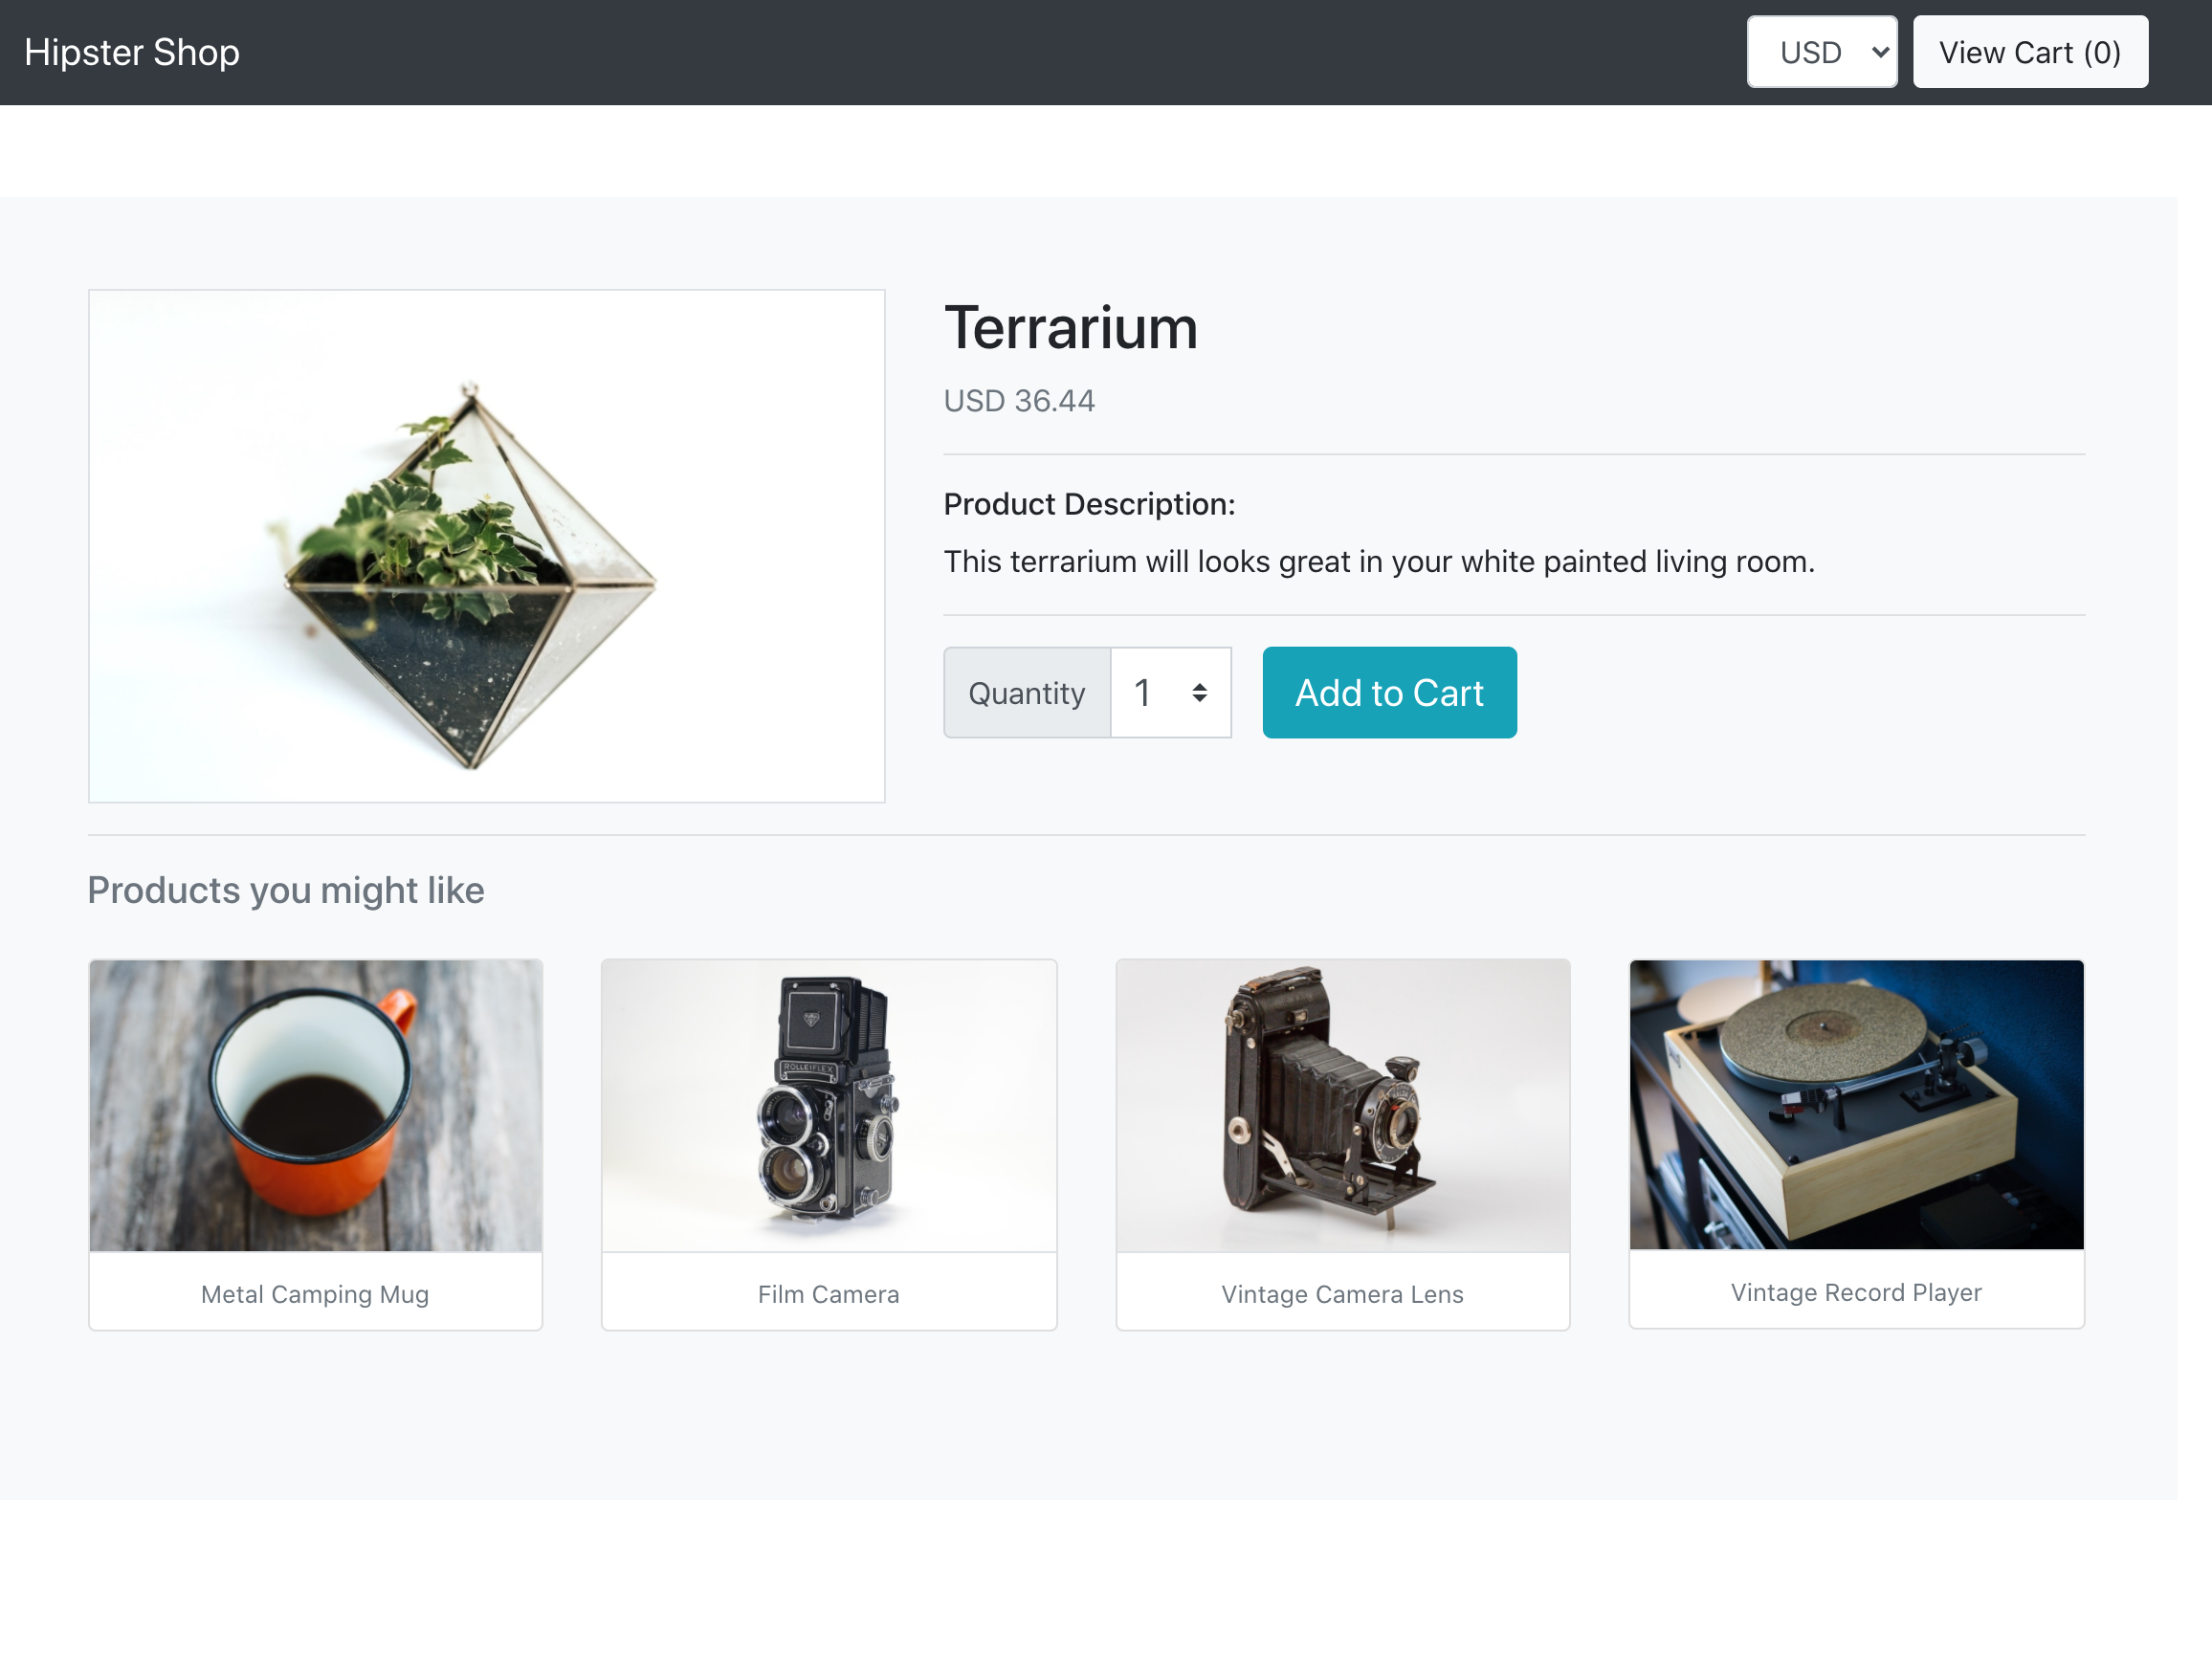 Hipster Shop
USD
View Cart (0)
Terrarium
USD 36.44
Product Description:
This terrarium will looks great in your white painted living room.
Quantity
1
Add to Cart
Products you might like
ROLLEIFLEX
Metal Camping Mug
Film Camera
Vintage Camera Lens
Vintage Record Player